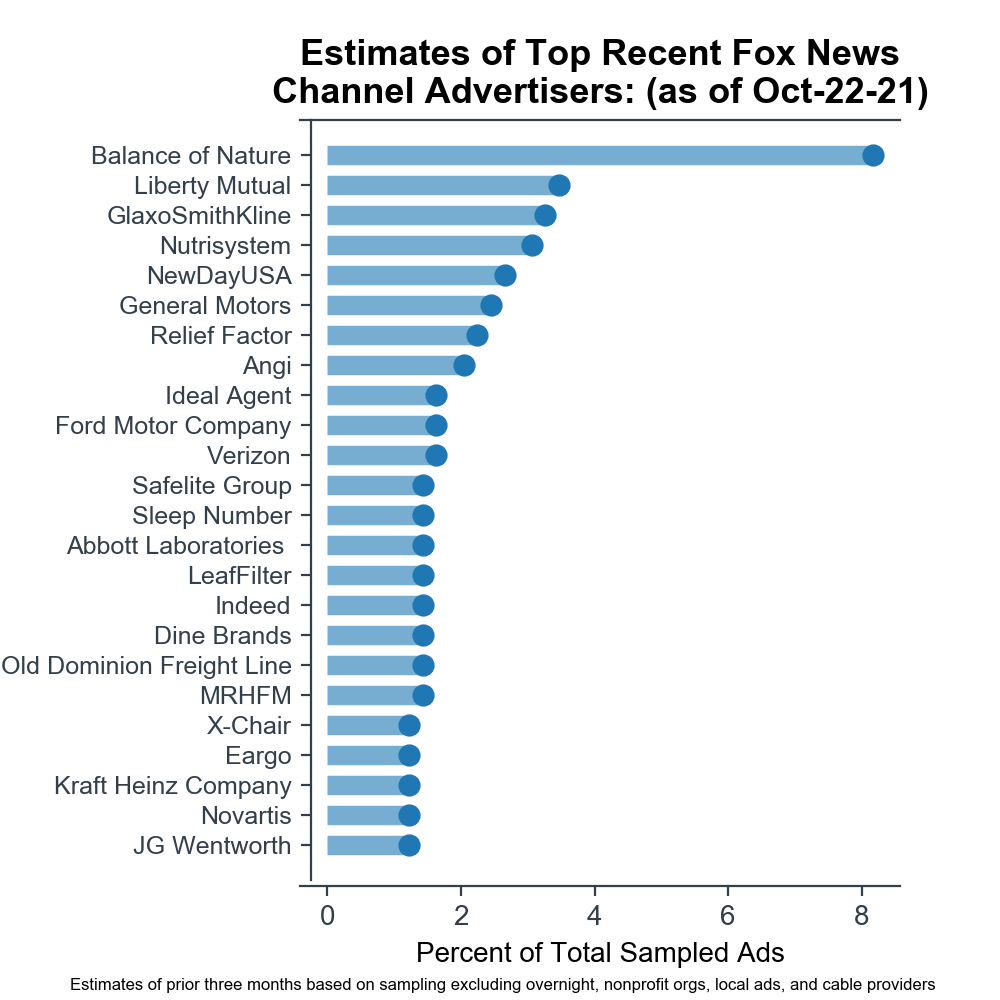 Estimates of Top Recent Fox News
Channel Advertisers: (as of Oct-22-21)
Balance of Nature
Liberty Mutual
GlaxoSmithKline
Nutrisystem
NewDayUSA
General Motors
Relief Factor
Angi
Ideal Agent
Ford Motor Company
Verizon
Safelite Group
Sleep Number
Abbott Laboratories
LeafFilter
Indeed
Dine Brands
Old Dominion Freight Line
MRHFM
X-Chair
Eargo
Kraft Heinz Company
Novartis
JG Wentworth
0 2 4 6 8
Percent of Total Sampled Ads
Estimates of prior three months based on sampling excluding overnight, nonprofit orgs, local ads, and cable providers